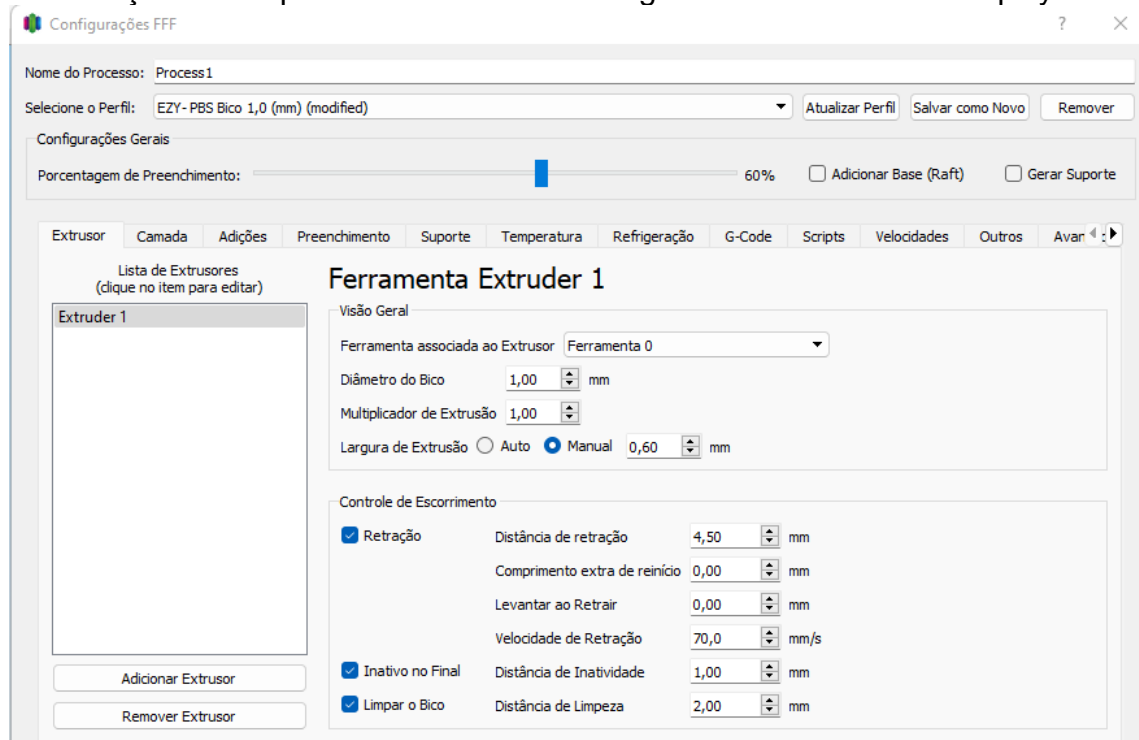 Configurações FFF ?
Nome do Processo: Process1
Selecione o Perfil: EZY-PBS Bico 1,0 (mm) (modified) Atualizar Perfil Salvar como Novo Remover
Configurações Gerais
Porcentagem de Preenchimento: 60% Adicionar Base (Raft) Gerar Suporte
Extrusor Camada Adições Preenchimento Suporte Temperatura Refrigeração G-Code Scripts Velocidades Outros
Lista de Extrusores
(clique no item para editar)
Extruder 1
Adicionar Extrusor
Remover Extrusor
Ferramenta Extruder 1
Visão Geral
Ferramenta associada ao Extrusor Ferramenta 0
Diâmetro do Bico 1,00 mm
Multiplicador de Extrusão 1,00
Largura de Extrusão Auto Manual 0,60 mm
Controle de Escorrimento
Retração Distância de retração 4,50 mm
Comprimento extra de reinício 0,00 mm
Levantar ao Retrair 0,00 mm
Velocidade de Retração 70,0 mm/s
Inativo no Final Distância de Inatividade 1,00 mm
Limpar o Bico Distância de Limpeza 2,00 mm